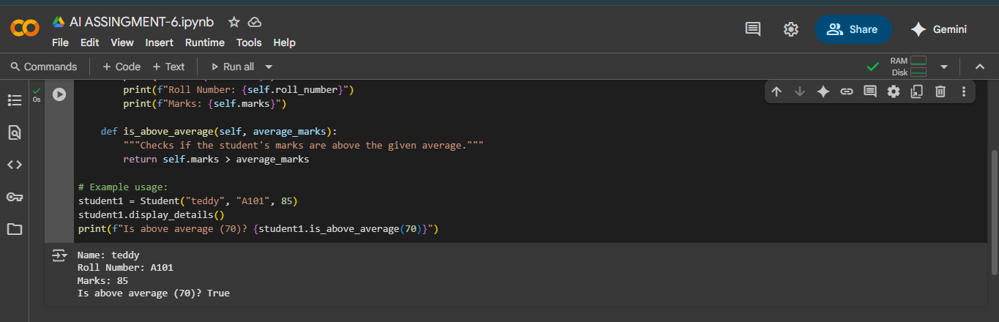 AI ASSINGMENT-6.ipynb
File Edit View Insert Runtime Tools Help
Share
Gemini
Commands + Code + Text Run all
RAM
Disk
0s
        print(f"Roll Number: {self.roll_number}")
        print(f"Marks: {self.marks}")
    def is_above_average(self, average_marks):
        """Checks if the student's marks are above the given average."""
        return self.marks > average_marks
# Example usage:
student1 = Student("teddy", "A101", 85)
student1.display_details()
print(f"Is above average (70)? {student1.is_above_average(70)}")
Name: teddy
Roll Number: A101
Marks: 85
Is above average (70)? True